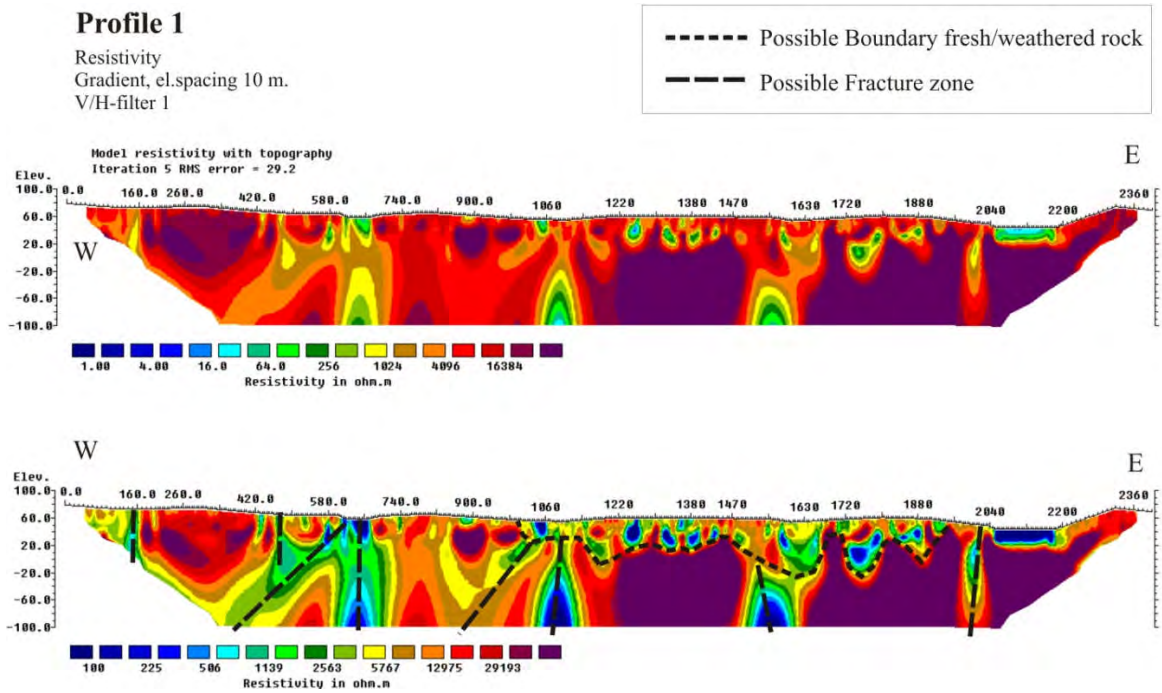 Profile 1
Resistivity
Gradient, el.spacing 10 m.
V/H-filter 1
Possible Boundary fresh/weathered rock
Possible Fracture zone
Model resistivity with topography
Iteration 5 RMS error = 29.2
E
Elev.
0.0 160.0 260.0 420.0 580.0 740.0 900.0 1060 1220 1380 1470 1630 1720 1880 2040 2200 2360
100.0
60.0
20.0
-20.0
-60.0
-100.0
W
1.00 4.00 16.0 64.0 256 1024 4096 16384
Resistivity in ohm.m
W
E
Elev.
0.0 160.0 260.0 420.0 580.0 740.0 900.0 1060 1220 1380 1470 1630 1720 1880 2040 2200 2360
100.0
60.0
20.0
-20.0
-60.0
-100.0
100 225 506 1139 2563 5767 12975 29193
Resistivity in ohm.m